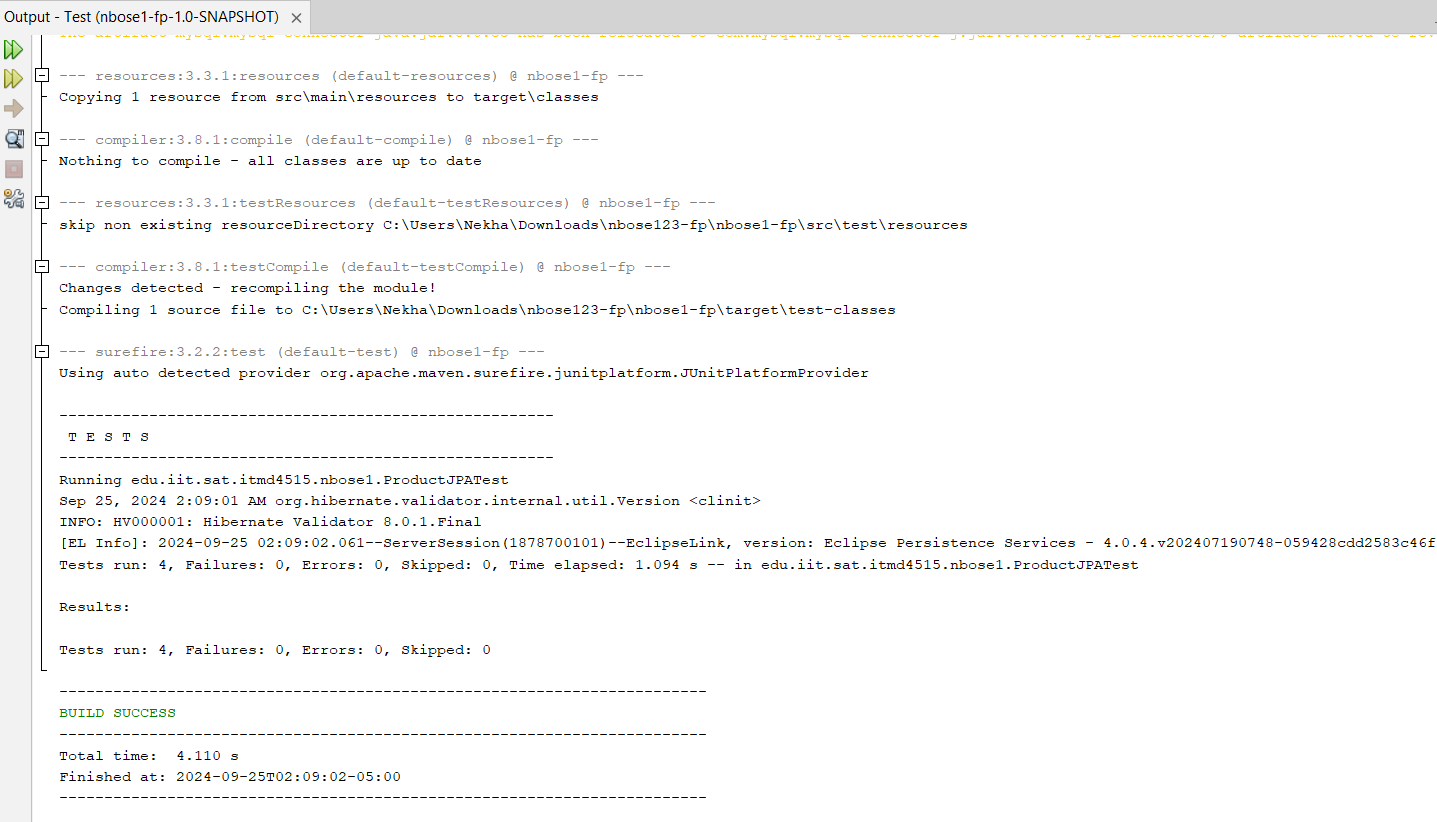 Output - Test (nbose1-fp-1.0-SNAPSHOT)
--- resources:3.3.1:resources (default-resources) @ nbose1-fp ---
Copying 1 resource from src\main\resources to target\classes
--- compiler:3.8.1:compile (default-compile) @ nbose1-fp ---
Nothing to compile - all classes are up to date
--- resources:3.3.1:testResources (default-testResources) @ nbose1-fp ---
skip non existing resourceDirectory C:\Users\Nekha\Downloads\nbose123-fp\nbose1-fp\src\test\resources
--- compiler:3.8.1:testCompile (default-testCompile) @ nbose1-fp ---
Changes detected - recompiling the module!
Compiling 1 source file to C:\Users\Nekha\Downloads\nbose123-fp\nbose1-fp\target\test-classes
--- surefire:3.2.2:test (default-test) @ nbose1-fp ---
Using auto detected provider org.apache.maven.surefire.junitplatform.JUnitPlatformProvider
-------------------------------------------------------
T E S T S
-------------------------------------------------------
Running edu.iit.sat.itmd4515.nbose1.ProductJPATest
Sep 25, 2024 2:09:01 AM org.hibernate.validator.internal.util.Version <clinit>
INFO: HV000001: Hibernate Validator 8.0.1.Final
[EL Info]: 2024-09-25 02:09:02.061--ServerSession(1878700101)--EclipseLink, version: Eclipse Persistence Services - 4.0.4.v202407190748-059428cdd2583c46f
Tests run: 4, Failures: 0, Errors: 0, Skipped: 0, Time elapsed: 1.094 s -- in edu.iit.sat.itmd4515.nbose1.ProductJPATest
Results:
Tests run: 4, Failures: 0, Errors: 0, Skipped: 0
------------------------------------------------------------------------
BUILD SUCCESS
------------------------------------------------------------------------
Total time:  4.110 s
Finished at: 2024-09-25T02:09:02-05:00
------------------------------------------------------------------------